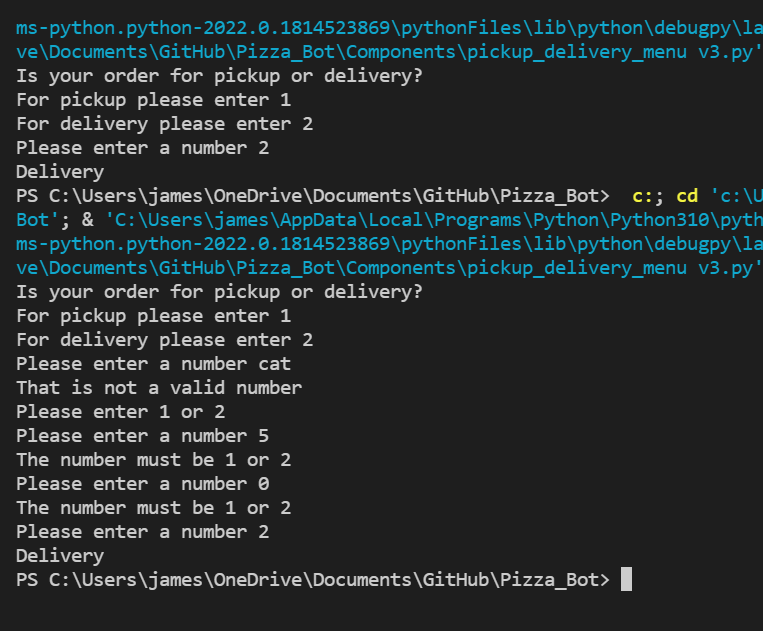 ms-python.python-2022.0.1814523869\pythonFiles\lib\python\debugpy\la
ve\Documents\GitHub\Pizza_Bot\Components\pickup_delivery_menu v3.py'
Is your order for pickup or delivery?
For pickup please enter 1
For delivery please enter 2
Please enter a number 2
Delivery
PS C:\Users\james\OneDrive\Documents\GitHub\Pizza_Bot>  c:; cd 'c:\U
Bot'; & 'C:\Users\james\AppData\Local\Programs\Python\Python310\pyth
ms-python.python-2022.0.1814523869\pythonFiles\lib\python\debugpy\la
ve\Documents\GitHub\Pizza_Bot\Components\pickup_delivery_menu v3.py'
Is your order for pickup or delivery?
For pickup please enter 1
For delivery please enter 2
Please enter a number cat
That is not a valid number
Please enter 1 or 2
Please enter a number 5
The number must be 1 or 2
Please enter a number 0
The number must be 1 or 2
Please enter a number 2
Delivery
PS C:\Users\james\OneDrive\Documents\GitHub\Pizza_Bot>